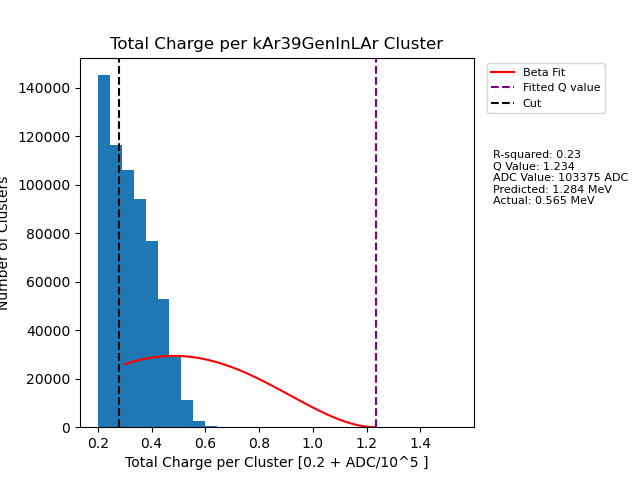 Total Charge per kAr39GenInLAr Cluster
Number of Clusters
140000
120000
100000
80000
60000
40000
20000
0
0.2 0.4 0.6 0.8 1.0 1.2 1.4
Total Charge per Cluster [0.2 + ADC/10^5 ]
Beta Fit
Fitted Q value
Cut
R-squared: 0.23
Q Value: 1.234
ADC Value: 103375 ADC
Predicted: 1.284 MeV
Actual: 0.565 MeV